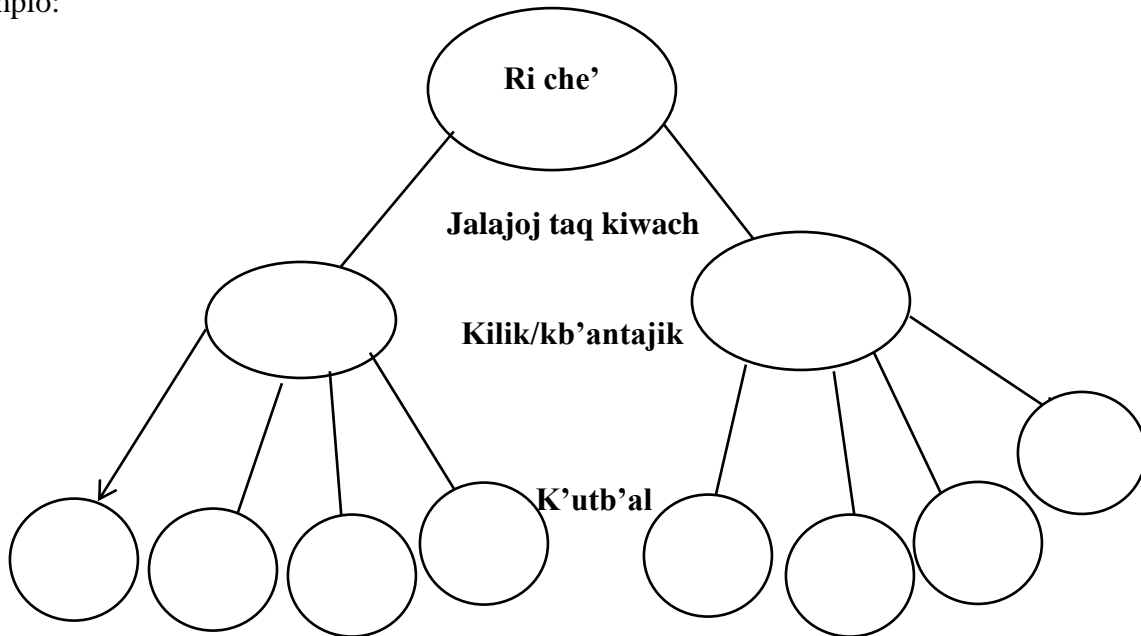 mplo:
Ri che’
Jalajoj taq kiwach
Kilik/kb’antajik
K’utb’al